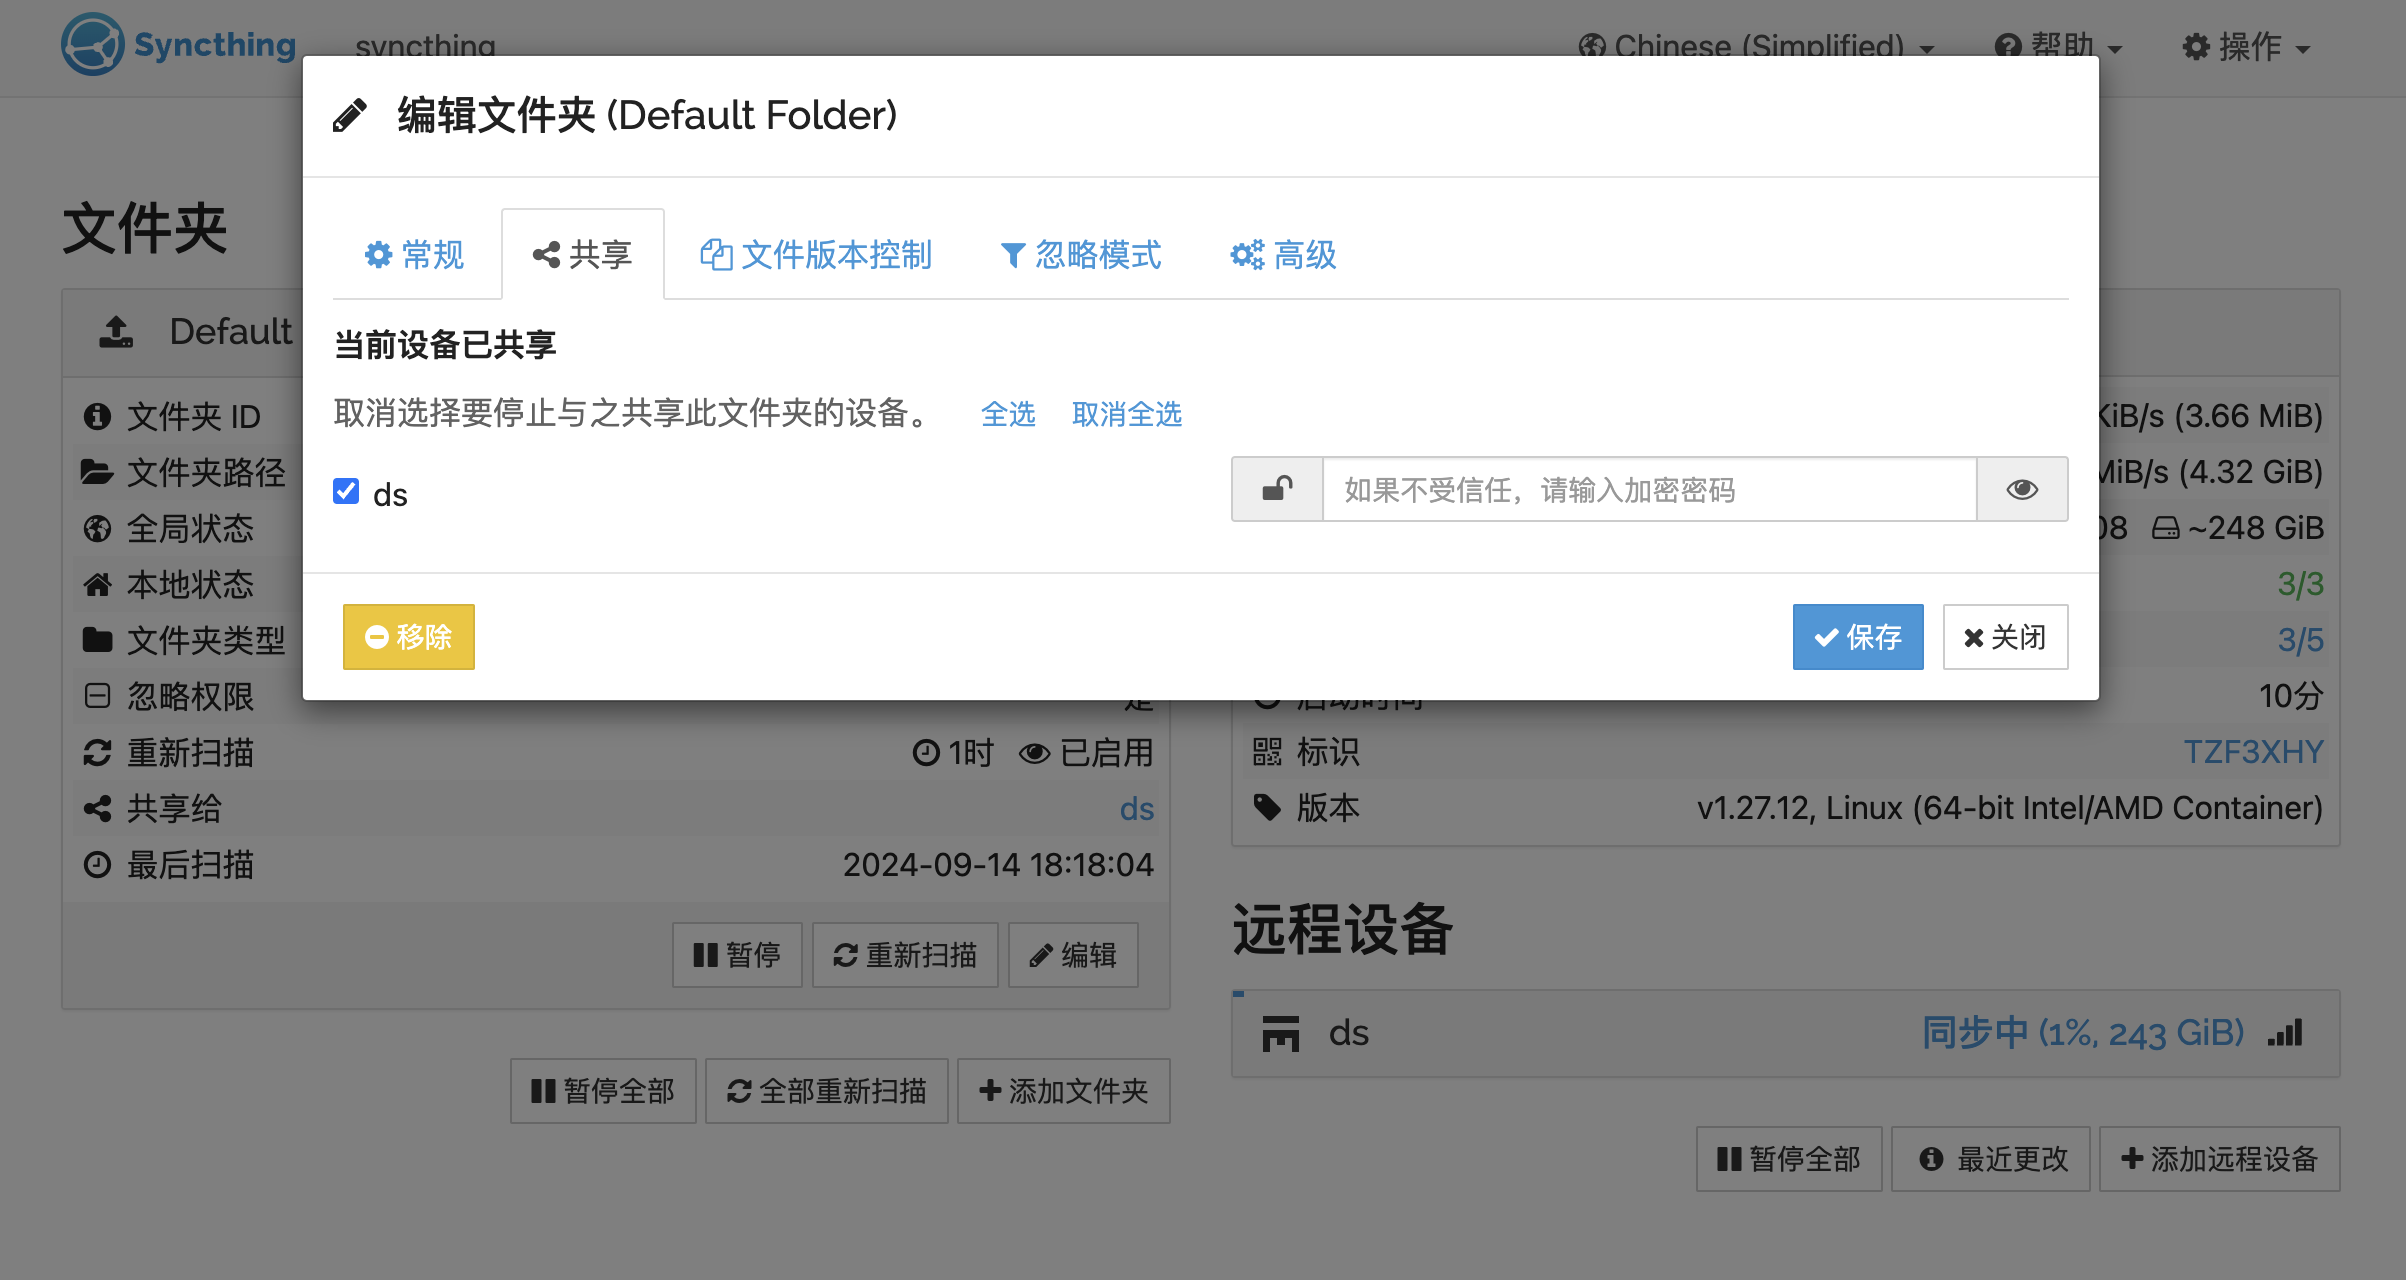 Syncthing
syncthing
Chinese (Simplified)
帮助
操作
编辑文件夹 (Default Folder)
常规
共享
文件版本控制
忽略模式
高级
当前设备已共享
取消选择要停止与之共享此文件夹的设备。
全选
取消全选
ds
如果不受信任，请输入加密密码
移除
保存
关闭
文件夹
Default
文件夹 ID
文件夹路径
全局状态
本地状态
文件夹类型
忽略权限
是
重新扫描
1时
已启用
共享给
ds
最后扫描
2024-09-14 18:18:04
暂停
重新扫描
编辑
暂停全部
全部重新扫描
添加文件夹
KiB/s (3.66 MiB)
MiB/s (4.32 GiB)
08
~248 GiB
3/3
3/5
启动时间
10分
标识
TZF3XHY
版本
v1.27.12, Linux (64-bit Intel/AMD Container)
远程设备
ds
同步中 (1%, 243 GiB)
暂停全部
最近更改
添加远程设备